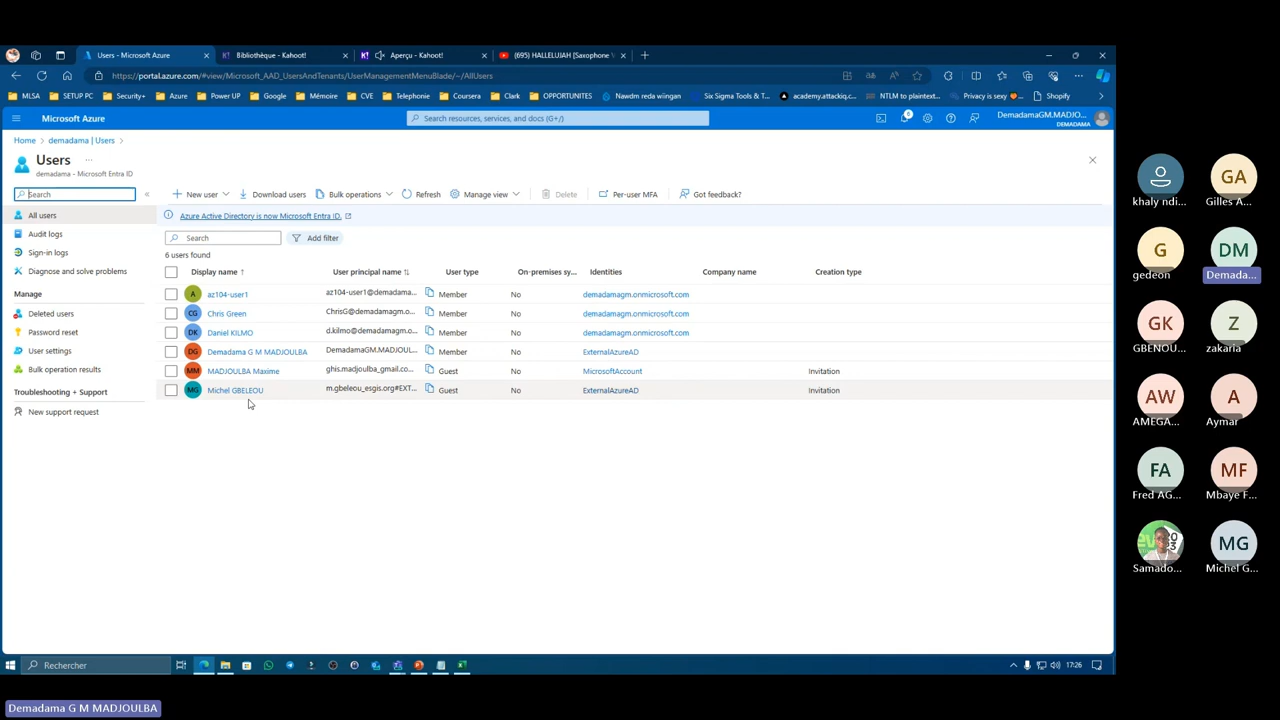 Users - Microsoft Azure
Bibliothèque - Kahoot!
Aperçu - Kahoot!
(695) HALLELUJAH [Saxophone V
https://portal.azure.com/#view/Microsoft_AAD_UsersAndTenants/UserManagementMenuBlade/~/AllUsers
MLSA SETUP PC Security+ Azure Power UP Google Mémoire CVE Telephonie Coursera Clark OPPORTUNITES Nawdm reda wiingan Six Sigma Tools & T... academy.attackiq.c... NTLM to plaintext... Privacy is sexy Shopify
Microsoft Azure
Search resources, services, and docs (G+/)
DemadamaGM.MADJO...
DEMADAMA
Home > demadama | Users >
Users ...
demadama - Microsoft Entra ID
Search
New user
Download users
Bulk operations
Refresh
Manage view
Delete
Per-user MFA
Got feedback?
All users
Audit logs
Sign-in logs
Diagnose and solve problems
Manage
Deleted users
Password reset
User settings
Bulk operation results
Troubleshooting + Support
New support request
Azure Active Directory is now Microsoft Entra ID.
Search
Add filter
6 users found
Display name ↑ User principal name ↑↓ User type On-premises sy... Identities Company name Creation type
A az104-user1 az104-user1@demadama... Member No demadamagm.onmicrosoft.com
CG Chris Green ChrisG@demadamagm.o... Member No demadamagm.onmicrosoft.com
DK Daniel KILMO d.kilmo@demadamagm.o... Member No demadamagm.onmicrosoft.com
DG Demadama G M MADJOULBA DemadamaGM.MADJOUL... Member No ExternalAzureAD
MM MADJOULBA Maxime ghis.madjoulba_gmail.co... Guest No MicrosoftAccount Invitation
MG Michel GBELEOU m.gbeleou_esgis.org#EXT... Guest No ExternalAzureAD Invitation
khaly ndi...
GA
Gilles A...
G
gedeon
DM
Demada...
GK
GBENOU...
Z
zakaria
AW
AMEGA...
A
Aymar
FA
Fred AG...
MF
Mbaye F...
Samado...
MG
Michel G...
Rechercher
17:26
Demadama G M MADJOULBA